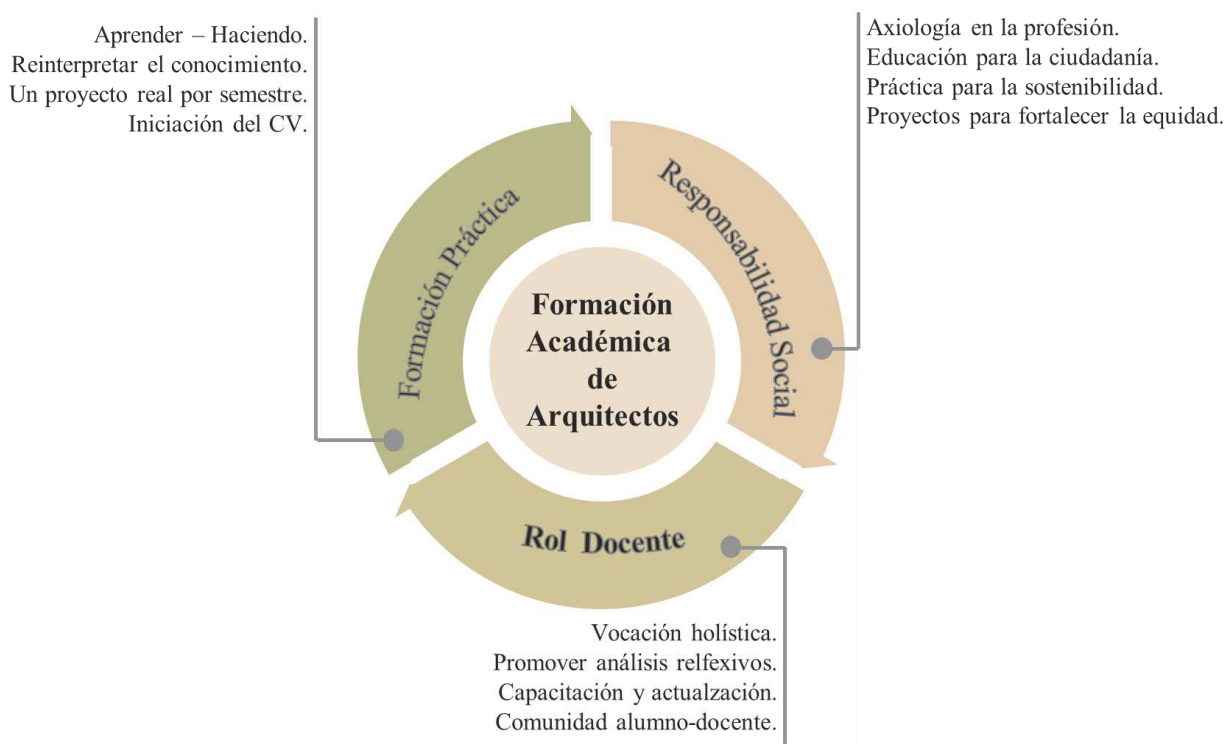 Aprender – Haciendo.
Reinterpretar el conocimiento.
Un proyecto real por semestre.
Iniciación del CV.
Axiología en la profesión.
Educación para la ciudadanía.
Práctica para la sostenibilidad.
Proyectos para fortalecer la equidad.
Formación Práctica
Responsabilidad Social
Formación
Académica
de
Arquitectos
Rol Docente
Vocación holística.
Promover análisis relfexivos.
Capacitación y actualzación.
Comunidad alumno-docente.